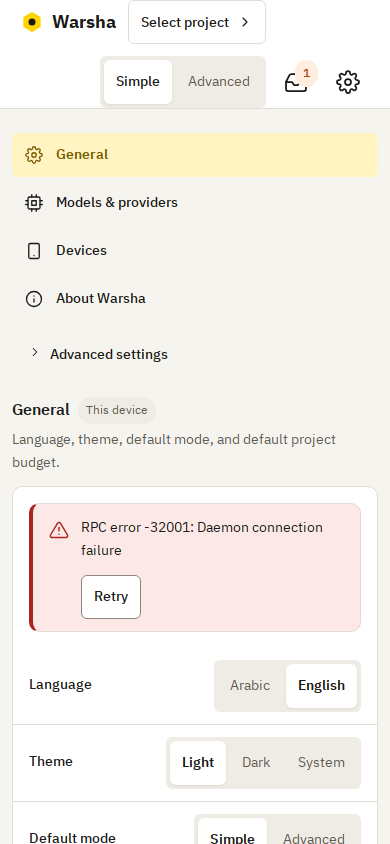 Warsha
Select project
Simple
Advanced
1
General
Models & providers
Devices
About Warsha
Advanced settings
General
This device
Language, theme, default mode, and default project
budget.
RPC error -32001: Daemon connection
failure
Retry
Language
Arabic
English
Theme
Light
Dark
System
Default mode
Simple
Advanced